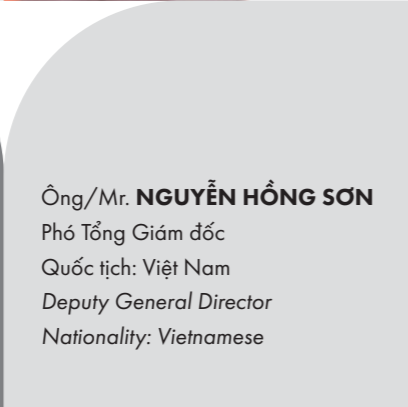 Ông/Mr. NGUYỄN HỒNG SƠN
Phó Tổng Giám đốc
Quốc tịch: Việt Nam
Deputy General Director
Nationality: Vietnamese